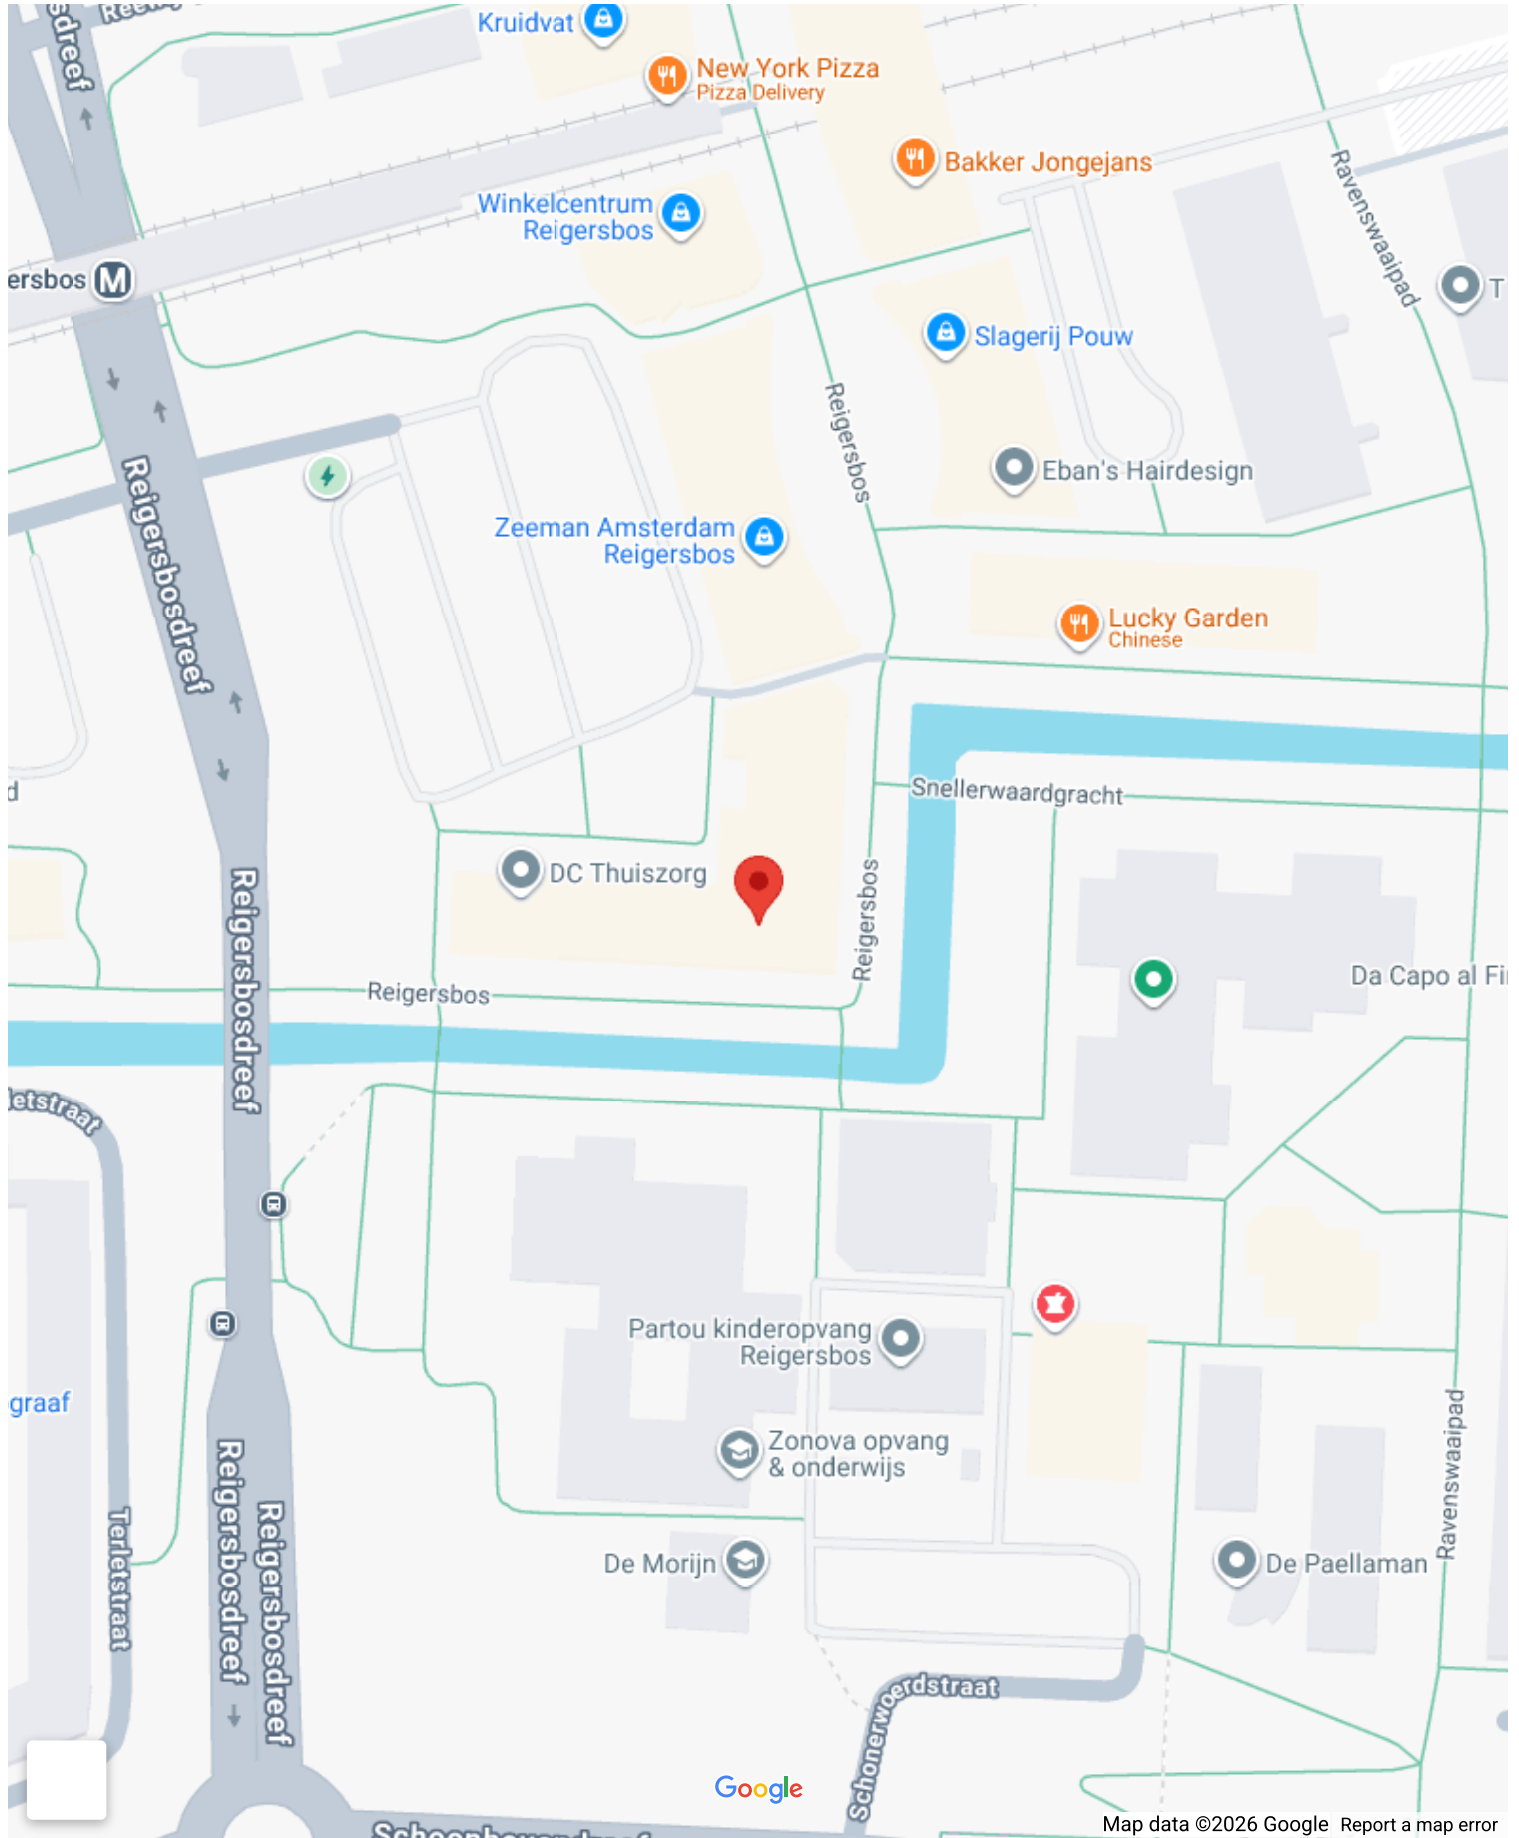 sdreef
Kruidvat
New York Pizza
Pizza Delivery
Bakker Jongejans
Winkelcentrum
Reigersbos
ersbos
M
Ravenswaaipad
T
Slagerij Pouw
Reigersbos
Eban's Hairdesign
Reigersbosdreef
Zeeman Amsterdam
Reigersbos
Lucky Garden
Chinese
d
Snellerwaardgracht
DC Thuiszorg
Reigersbos
Reigersbosdreef
Da Capo al Fi
Reigersbos
letstraat
Partou kinderopvang
Reigersbos
graaf
Ravenswaaipad
Zonova opvang
& onderwijs
Reigersbosdreef
Reigersbosdreef
Terletstraat
De Morijn
De Paellaman
Schonerwoerdstraat
Google
Map data ©2026 Google
Report a map error